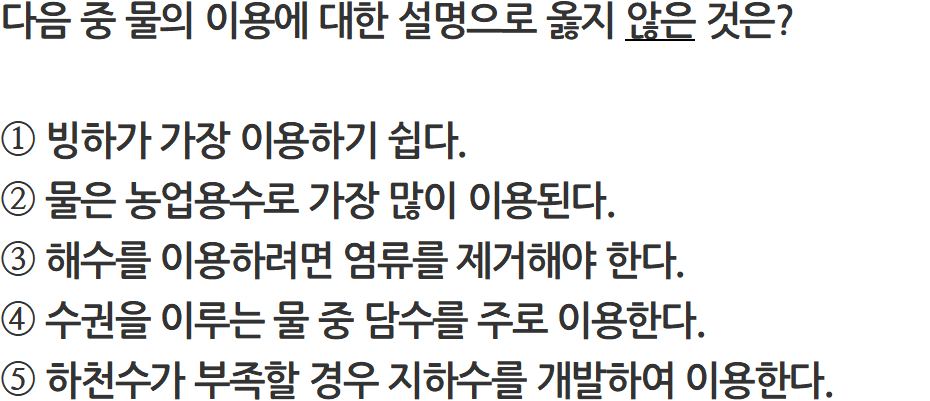 다음 중 물의 이용에 대한 설명으로 옳지 않은 것은?
① 빙하가 가장 이용하기 쉽다.
② 물은 농업용수로 가장 많이 이용된다.
③ 해수를 이용하려면 염류를 제거해야 한다.
④ 수권을 이루는 물 중 담수를 주로 이용한다.
⑤ 하천수가 부족할 경우 지하수를 개발하여 이용한다.